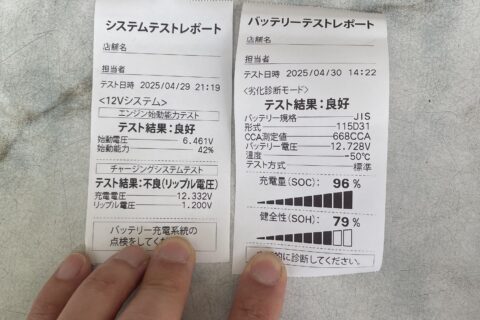 システムテストレポート
店舗名
担当者
テスト日時 2025/04/29 21:19
<12Vシステム>
エンジン始動能力テスト
テスト結果:良好
始動電圧 6.461V
始動能力 42%
チャージングシステムテスト
テスト結果:不良(リップル電圧)
充電電圧 12.332V
リップル電圧 1.200V
バッテリー充電系統の
点検をしてくだ
バッテリーテストレポート
店舗名
担当者
テスト日時 2025/04/30 14:22
<劣化診断モード>
テスト結果:良好
バッテリー規格 JIS
形式 115D31
CCA測定値 668CCA
バッテリー電圧 12.728V
温度 -50℃
テスト方式 標準
充電量(SOC): 96 %
健全性(SOH): 79 %
的に診断してください。